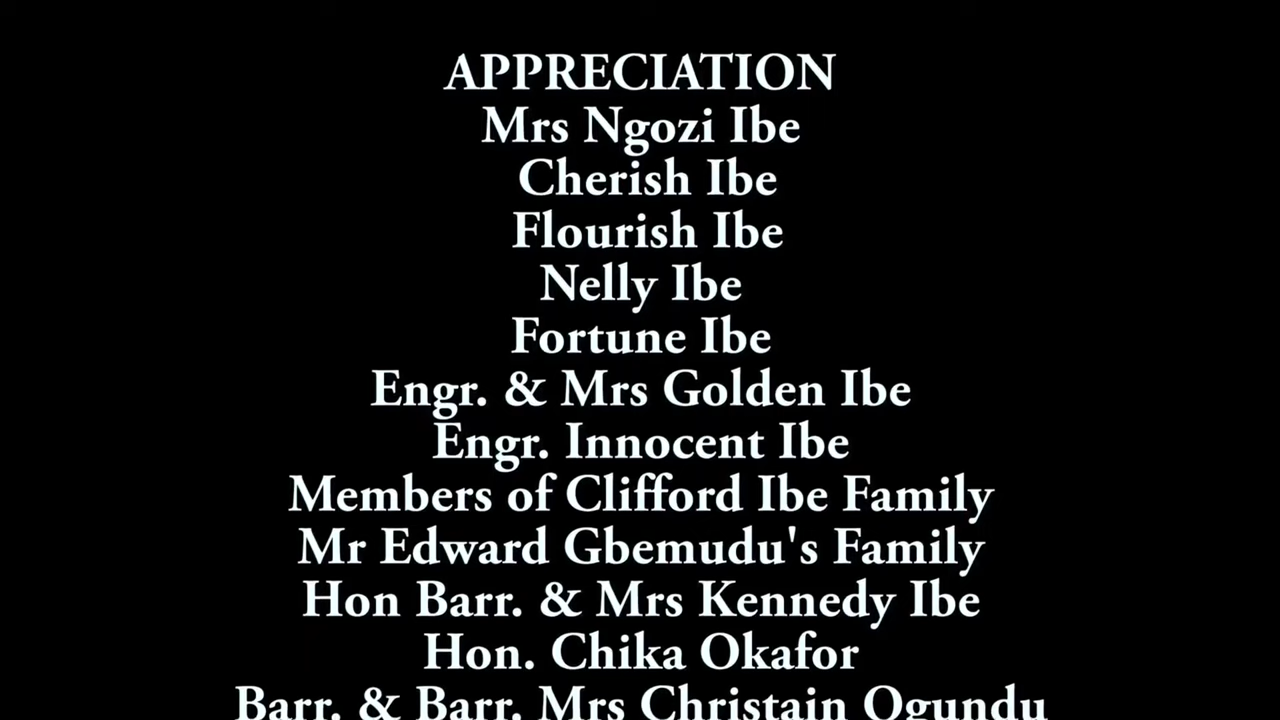 APPRECIATION
Mrs Ngozi Ibe
Cherish Ibe
Flourish Ibe
Nelly Ibe
Fortune Ibe
Engr. & Mrs Golden Ibe
Engr. Innocent Ibe
Members of Clifford Ibe Family
Mr Edward Gbemudu's Family
Hon Barr. & Mrs Kennedy Ibe
Hon. Chika Okafor
Barr. & Barr. Mrs Christain Ogundu